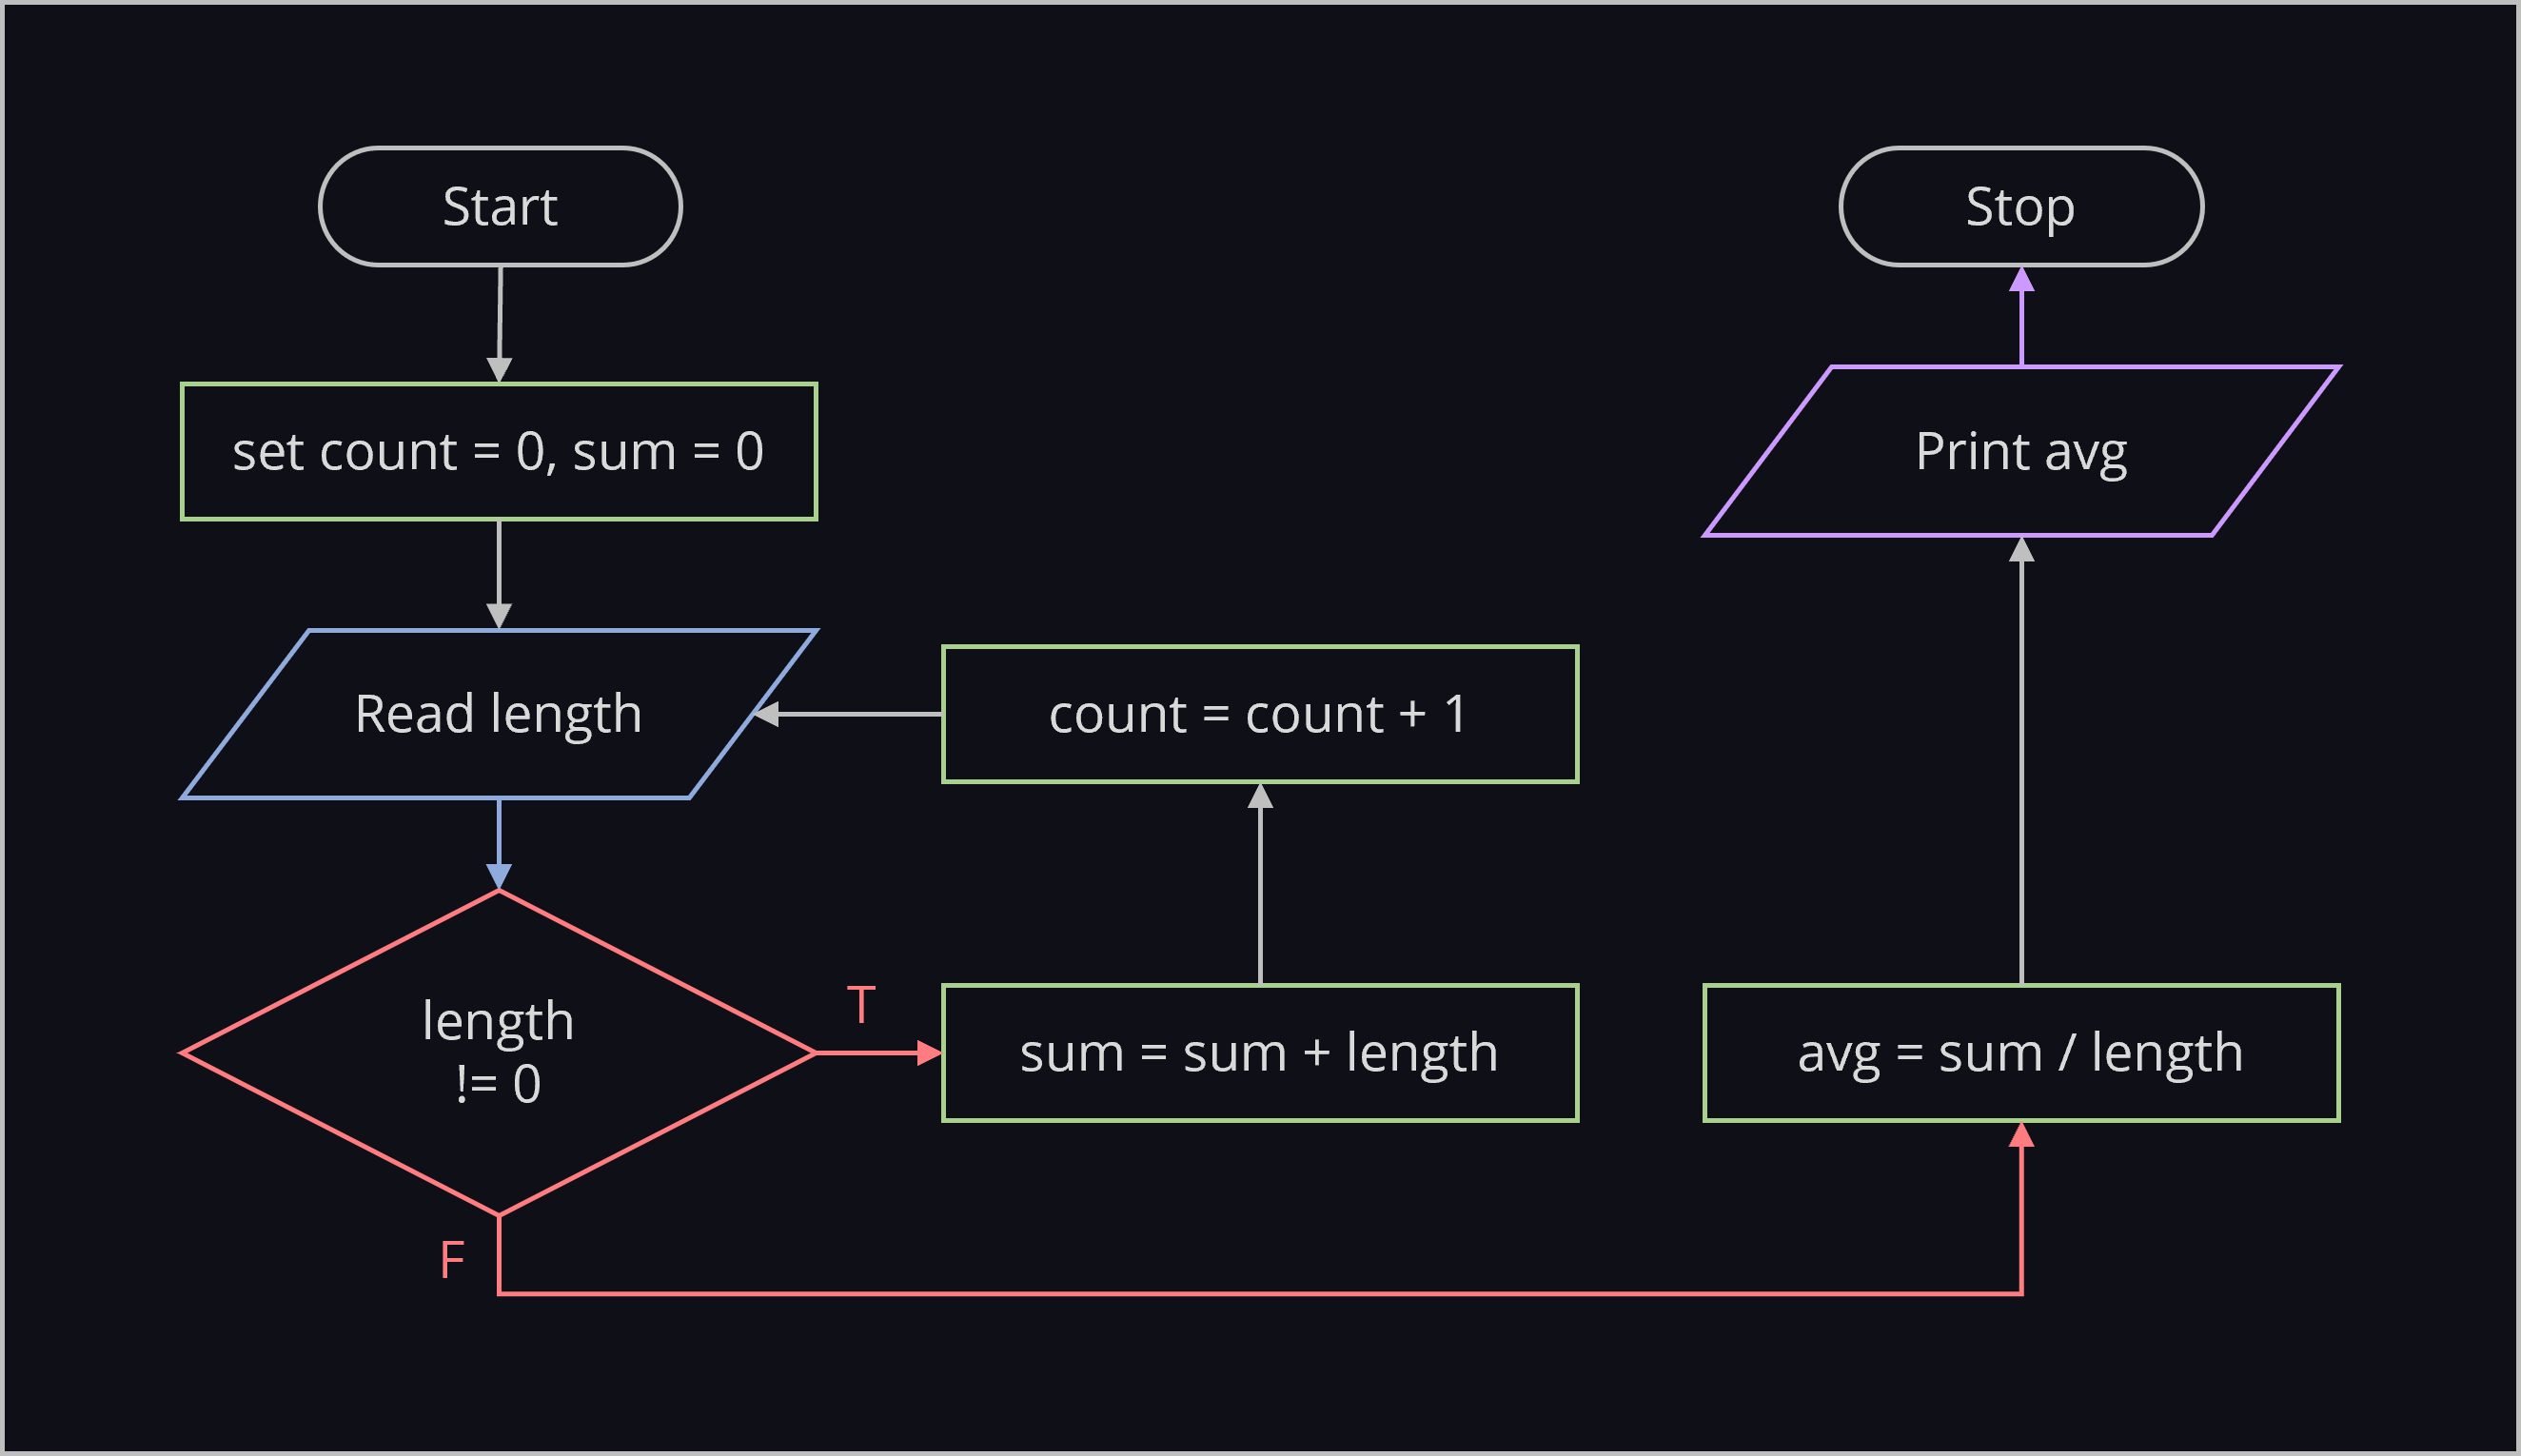 Start
set count = 0, sum = 0
Read length
length
!= 0
T
F
sum = sum + length
count = count + 1
avg = sum / length
Print avg
Stop